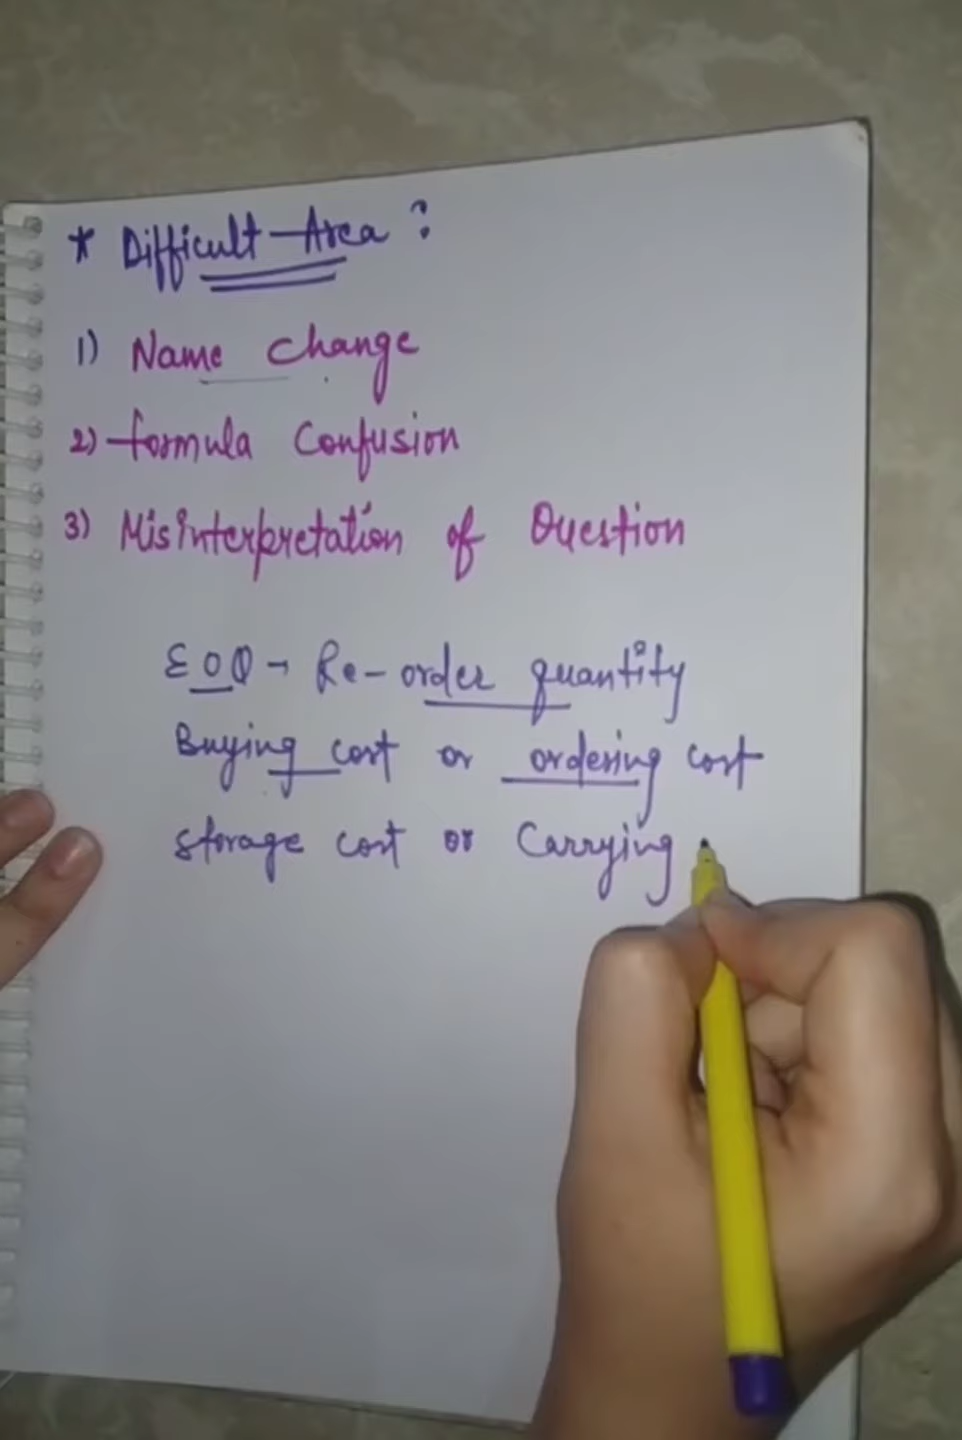 * Difficult Area :
1) Name Change
2) formula Confusion
3) Misinterpretation of Question
EOQ → Re-order quantity
Buying cost or ordering cost
Storage cost or Carrying